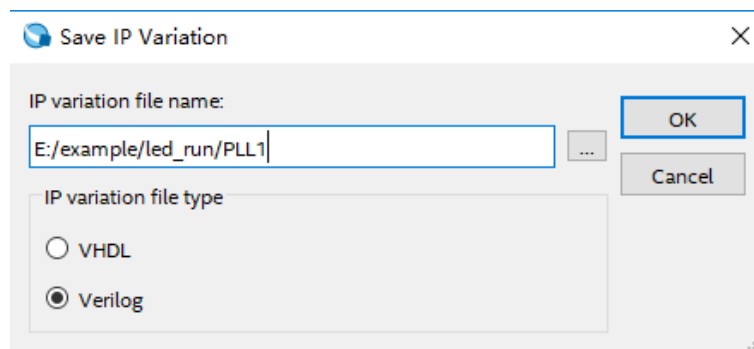 Save IP Variation
IP variation file name:
E:/example/led_run/PLL1
...
OK
Cancel
IP variation file type
VHDL
Verilog